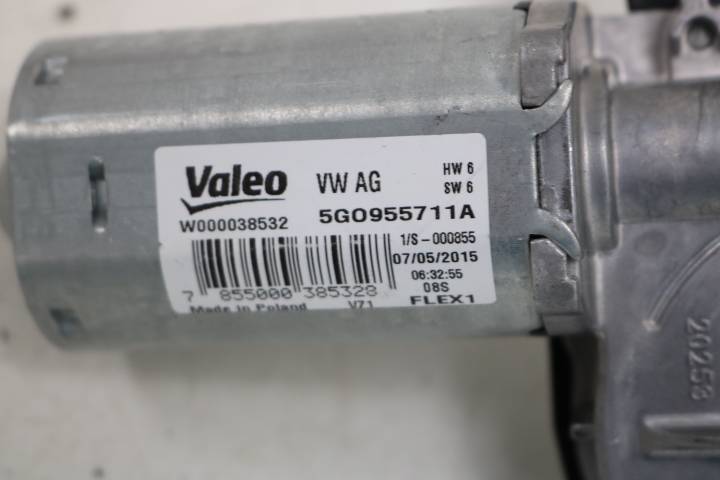 Valeo VW AG HW 6
SW 6
W000038532 5G0955711A
1/S-000855
07/05/2015
06:32:55
7 855000 385328 08S
Made in Poland V71 FLEX1
20258